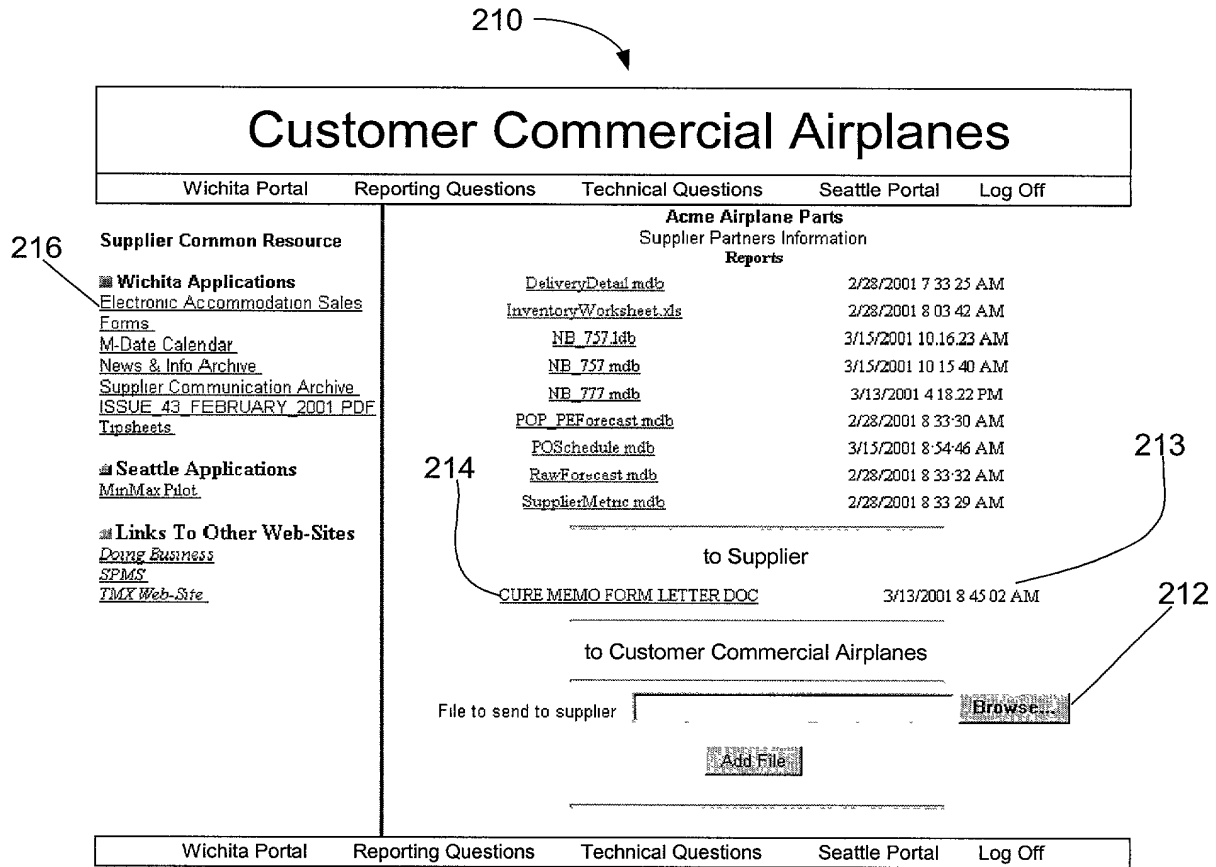 210
Customer Commercial Airplanes
Wichita Portal Reporting Questions Technical Questions Seattle Portal Log Off
216
Supplier Common Resource
Wichita Applications
Electronic Accommodation Sales
Forms
M-Date Calendar
News & Info Archive
Supplier Communication Archive
ISSUE_43_FEBRUARY_2001 PDF
Tipsheets
Seattle Applications
MinMax Pilot
Links To Other Web-Sites
Doing Business
SPMS
TMX Web-Site
Acme Airplane Parts
Supplier Partners Information
Reports
DeliveryDetail mdb 2/28/2001 7 33 25 AM
InventoryWorksheet.xls 2/28/2001 8 03 42 AM
NB_757.ldb 3/15/2001 10.16.23 AM
NB_757 mdb 3/15/2001 10 15 40 AM
NB_777 mdb 3/13/2001 4 18.22 PM
POP_PEForecast mdb 2/28/2001 8 33:30 AM
POSchedule mdb 3/15/2001 8:54:46 AM
RawForecast mdb 2/28/2001 8 33:32 AM
SupplierMetric mdb 2/28/2001 8 33 29 AM
214
213
to Supplier
CURE MEMO FORM LETTER DOC 3/13/2001 8 45 02 AM
212
to Customer Commercial Airplanes
File to send to supplier Browse...
Add File
Wichita Portal Reporting Questions Technical Questions Seattle Portal Log Off